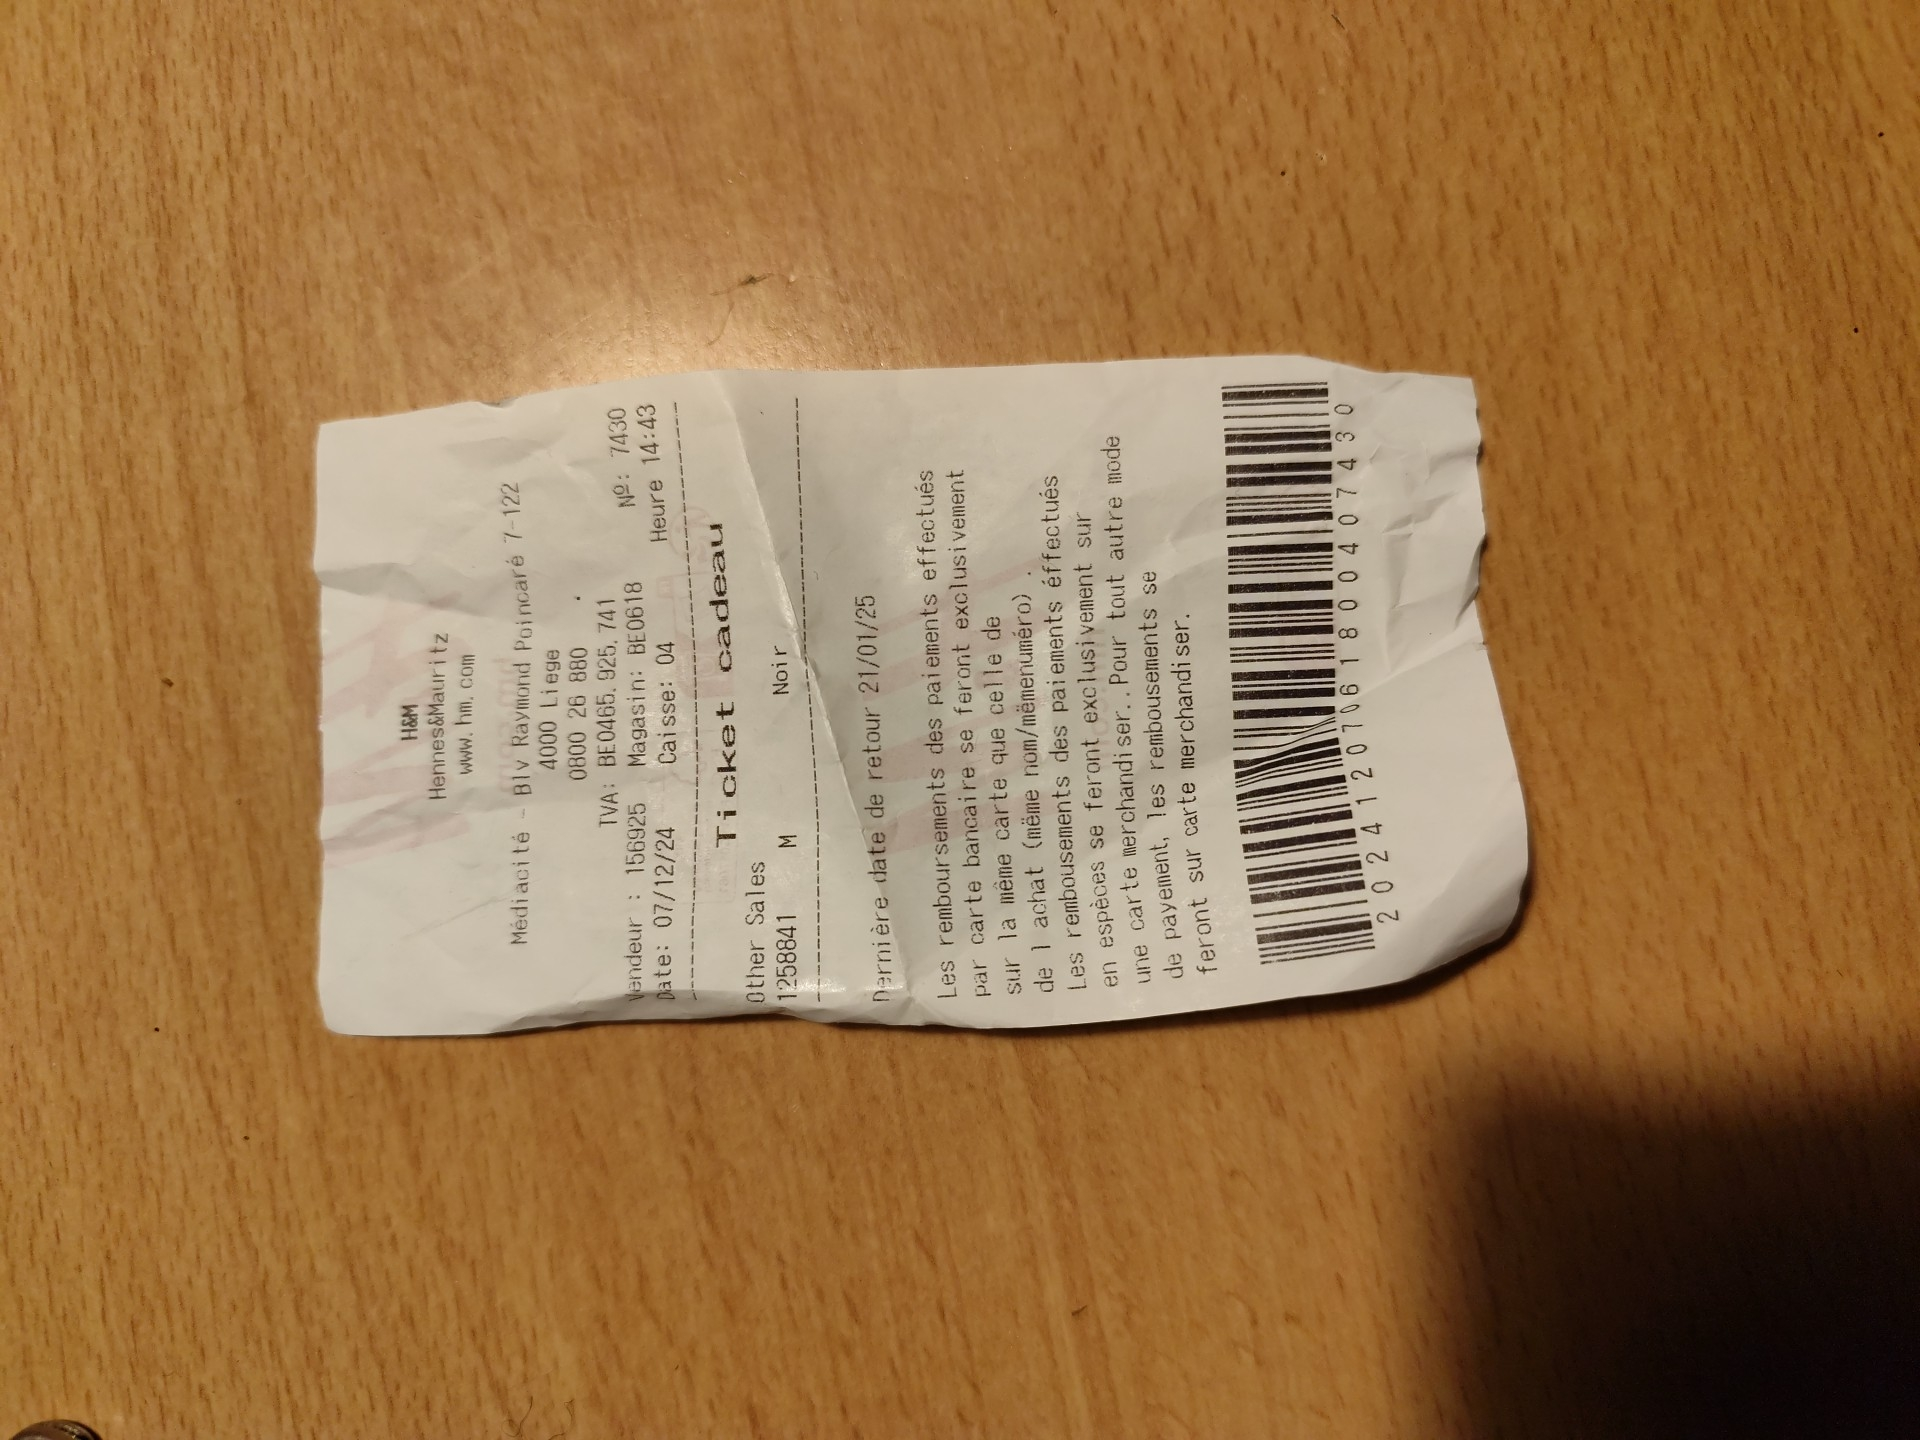 H&M
Hennes&Mauritz
www.hm.com
Médiacité - Blv Raymond Poincaré 7-122
4000 Liege
0800 26 880
TVA: BE0465.925.741
Vendeur : 156925 Magasin: BE0618 Nº: 7430
Date: 07/12/24 Caisse: 04 Heure 14:43
Ticket cadeau
Other Sales
1258841 M Noir
Dernière date de retour 21/01/25
Les remboursements des paiements effectués
par carte bancaire se feront exclusivement
sur la même carte que celle de
de l achat (même nom/mêmenuméro).
Les rembousements des paiements éffectués
en espèces se feront exclusivement sur
une carte merchandiser..Pour tout autre mode
de payement, les rembousements se
feront sur carte merchandiser.
20241207061804007430